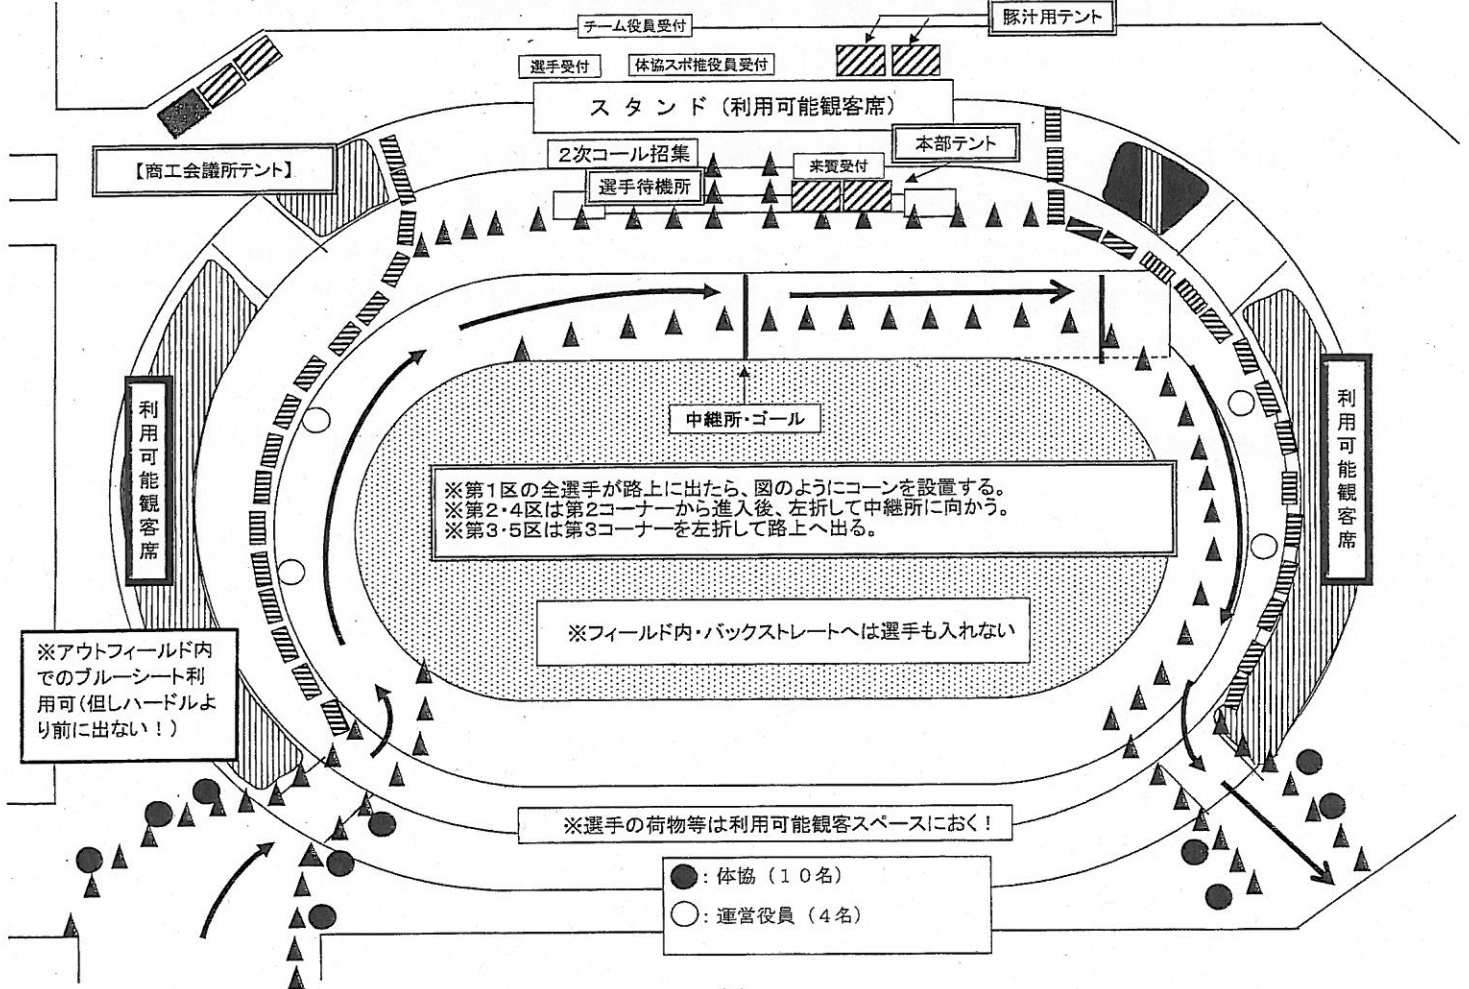 チーム役員受付
豚汁用テント
選手受付
体協スポ推役員受付
スタンド（利用可能観客席）
【商工会議所テント】
2次コール招集
選手待機所
来賓受付
本部テント
中継所・ゴール
利用可能観客席
利用可能観客席
※第1区の全選手が路上に出たら、図のようにコーンを設置する。
※第2・4区は第2コーナーから進入後、左折して中継所に向かう。
※第3・5区は第3コーナーを左折して路上へ出る。
※フィールド内・バックストレートへは選手も入れない
※アウトフィールド内
でのブルーシート利
用可（但しハードルよ
り前に出ない！）
※選手の荷物等は利用可能観客スペースにおく！
●：体協（１０名）
○：運営役員（４名）